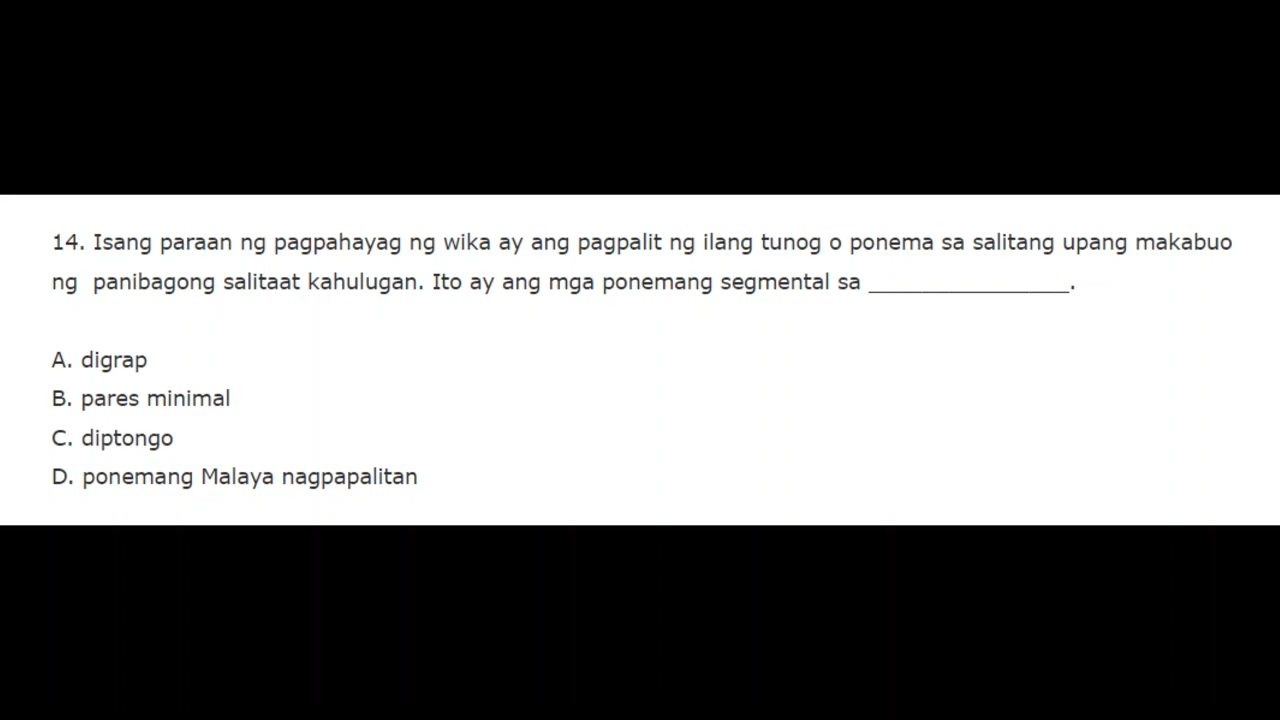 14. Isang paraan ng pagpahayag ng wika ay ang pagpalit ng ilang tunog o ponema sa salitang upang makabuo
ng  panibagong salitaat kahulugan. Ito ay ang mga ponemang segmental sa _______________.
A. digrap
B. pares minimal
C. diptongo
D. ponemang Malaya nagpapalitan